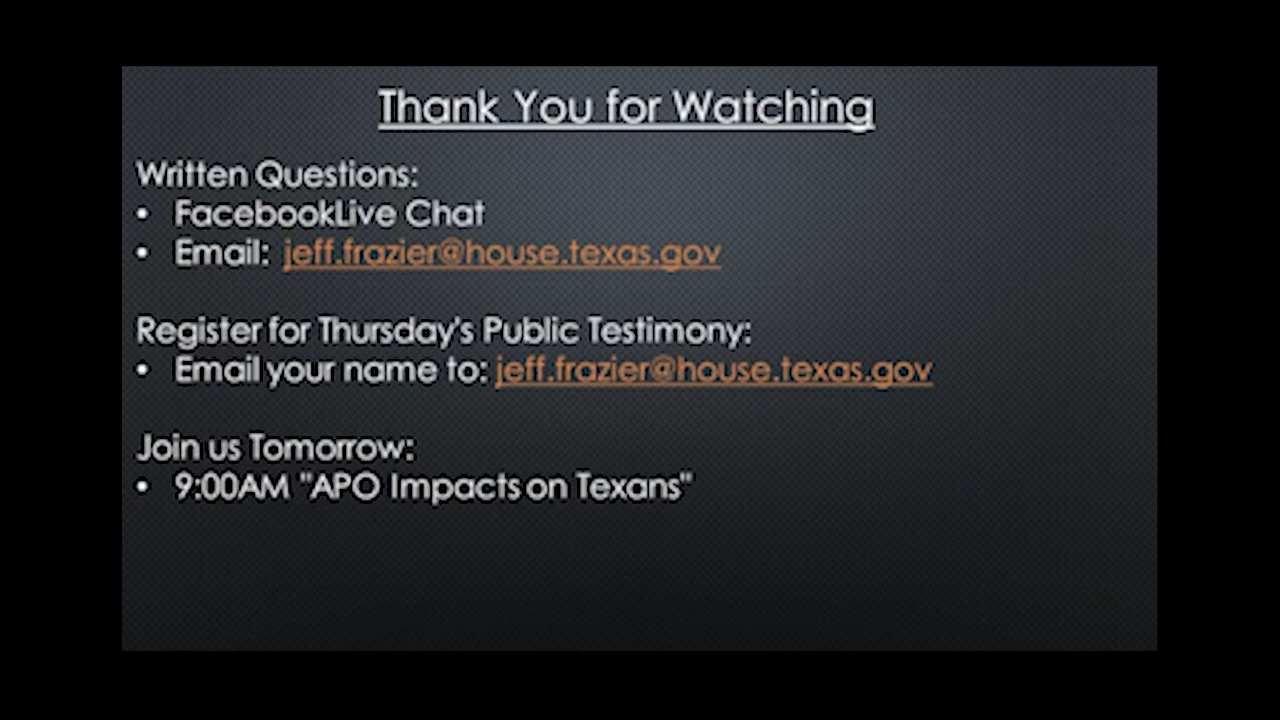 Thank You for Watching
Written Questions:
• FacebookLive Chat
• Email: jeff.frazier@house.texas.gov
Register for Thursday's Public Testimony:
• Email your name to: jeff.frazier@house.texas.gov
Join us Tomorrow:
• 9:00AM "APO Impacts on Texans"